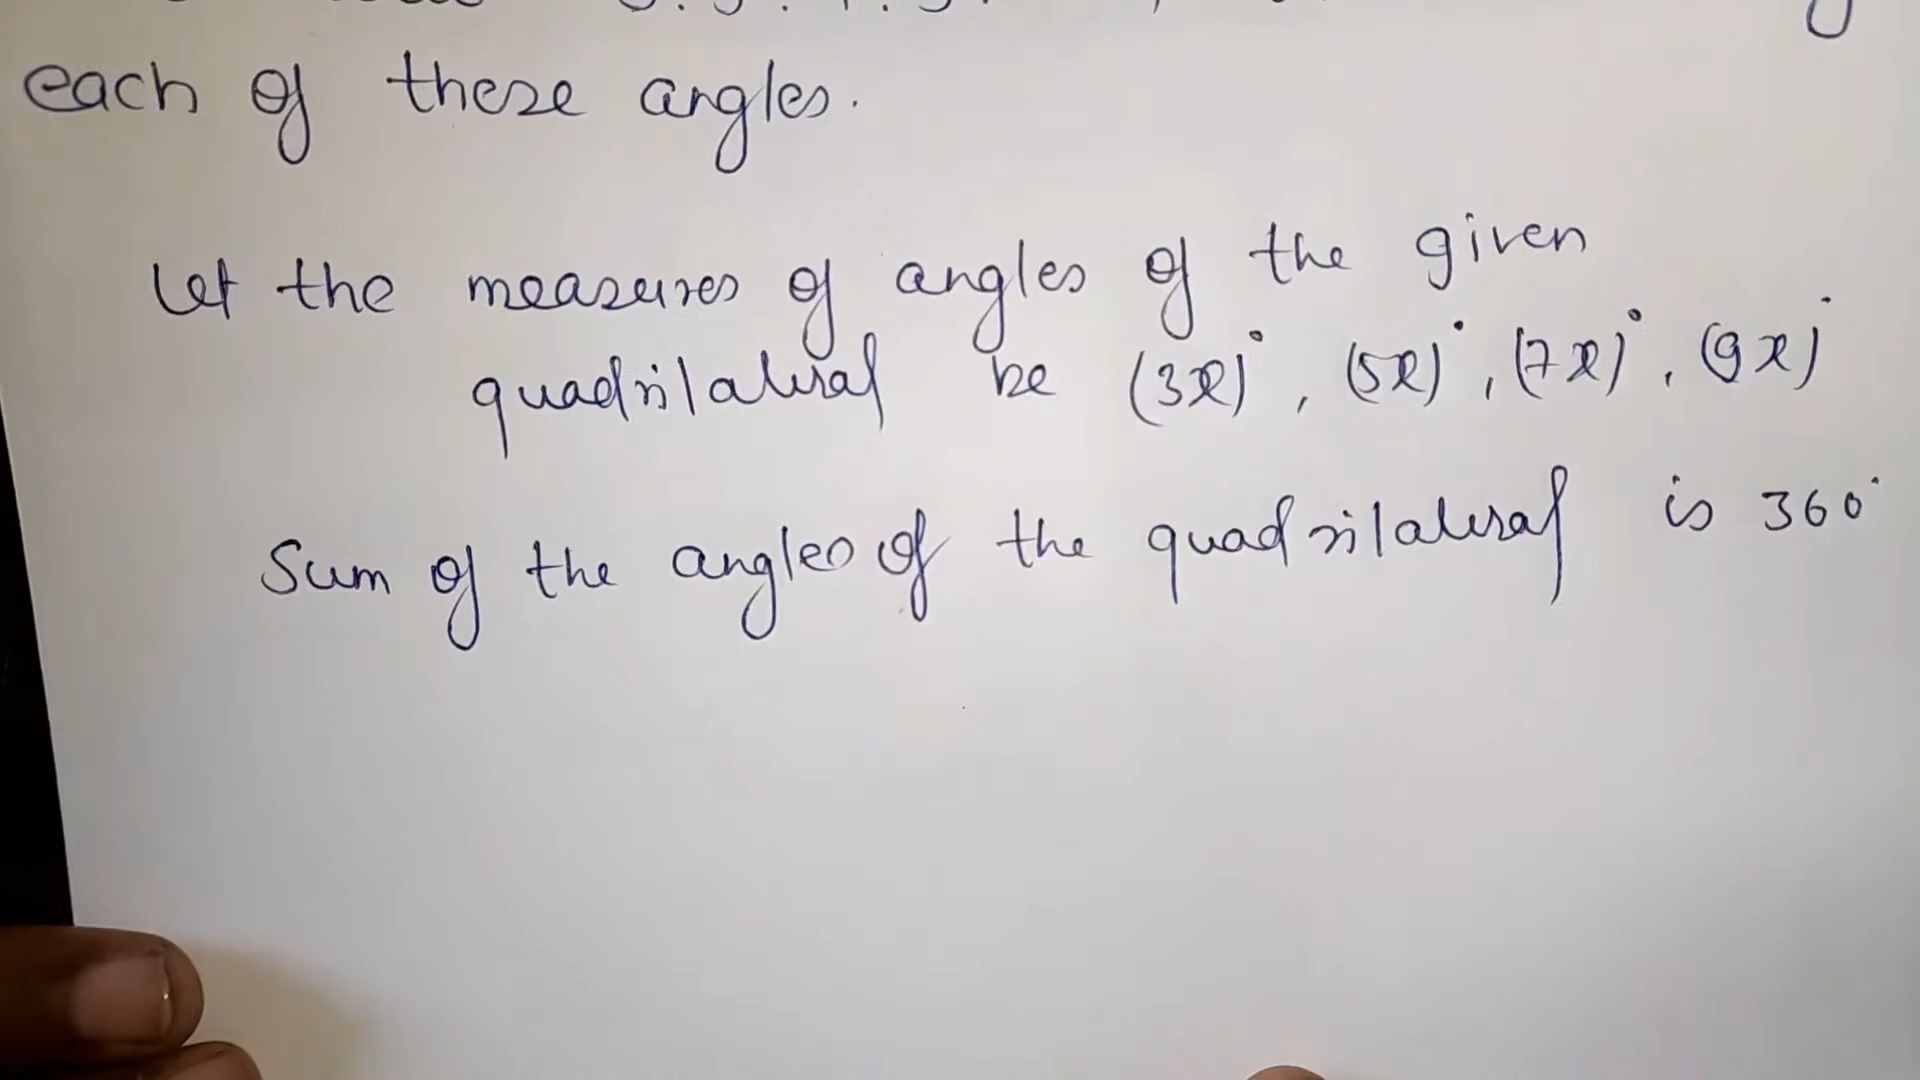 each of these angles.
Let the measures of angles of the given
quadrilateral be (3x)°, (5x)°, (7x)°, (9x)°
Sum of the angles of the quadrilateral is 360°